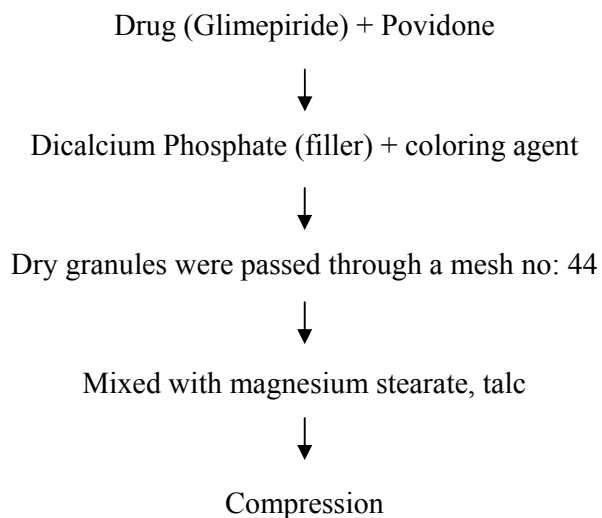 Drug (Glimepiride) + Povidone
Dicalcium Phosphate (filler) + coloring agent
Dry granules were passed through a mesh no: 44
Mixed with magnesium stearate, talc
Compression